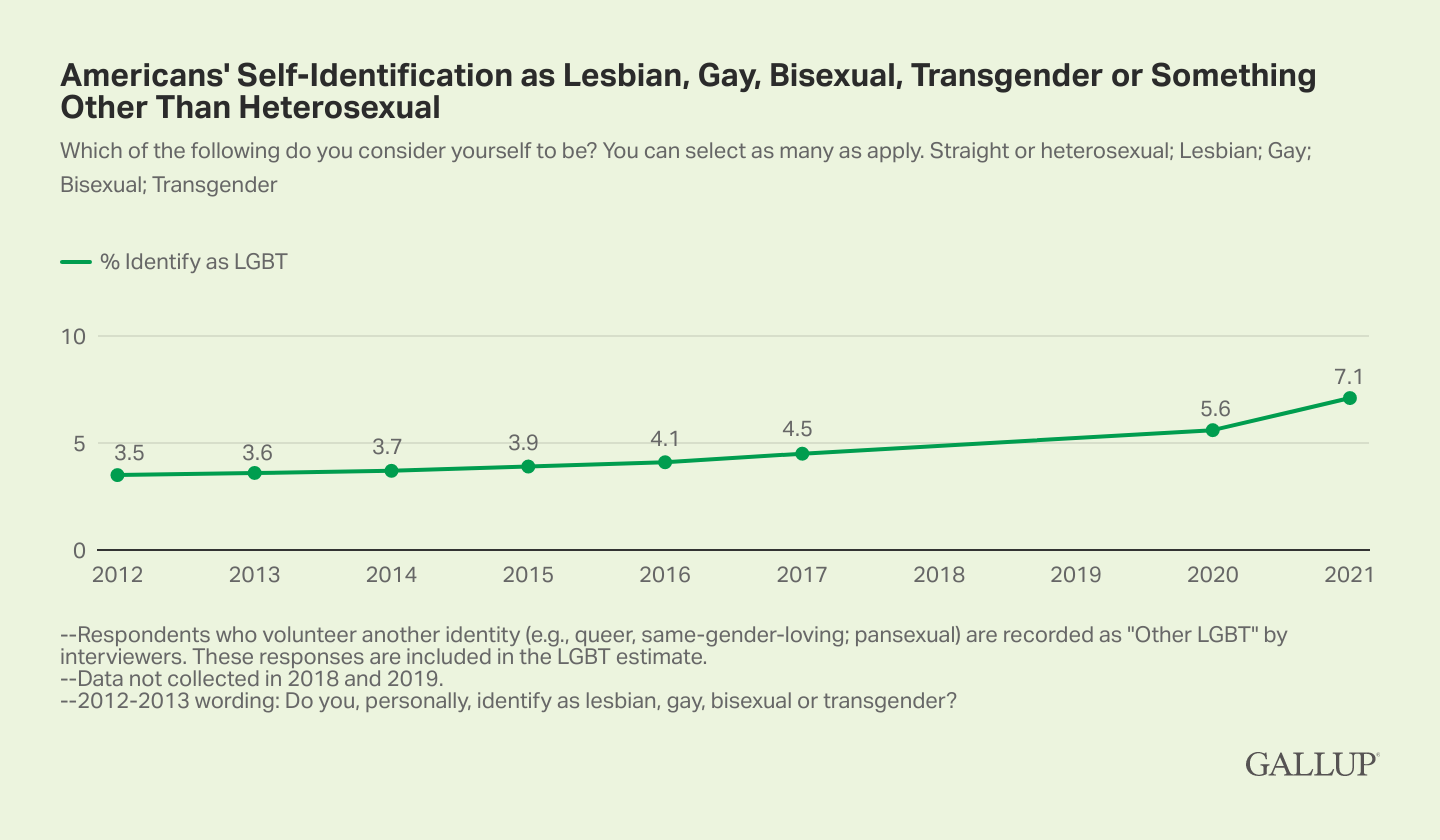 Americans' Self-Identification as Lesbian, Gay, Bisexual, Transgender or Something
Other Than Heterosexual
Which of the following do you consider yourself to be? You can select as many as apply. Straight or heterosexual; Lesbian; Gay;
Bisexual; Transgender
% Identify as LGBT
10
7.1
5.6
5
3.5
3.6
3.7
3.9
4.1
4.5
0
2012 2013 2014 2015 2016 2017 2018 2019 2020 2021
--Respondents who volunteer another identity (e.g., queer, same-gender-loving; pansexual) are recorded as "Other LGBT" by
interviewers. These responses are included in the LGBT estimate.
--Data not collected in 2018 and 2019.
--2012-2013 wording: Do you, personally, identify as lesbian, gay, bisexual or transgender?
GALLUP®